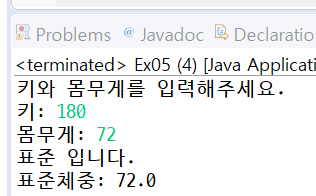 Problems @ Javadoc Declaratio
<terminated> Ex05 (4) [Java Applicati
키와 몸무게를 입력해주세요.
키: 180
몸무게: 72
표준 입니다.
표준체중: 72.0